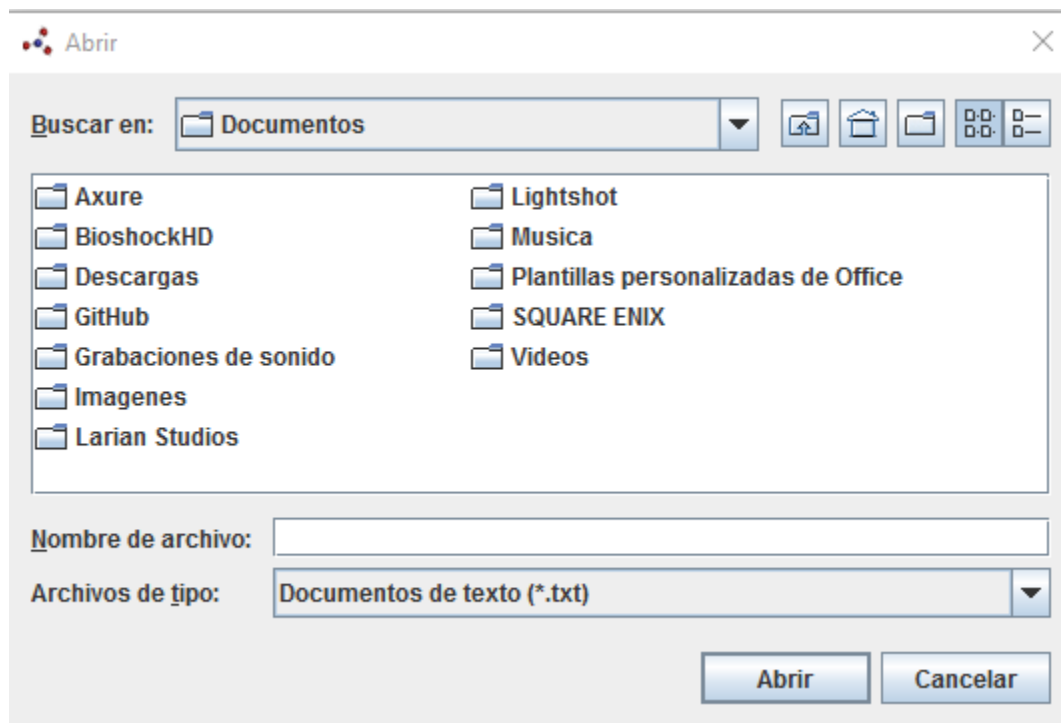 Abrir
Buscar en: Documentos
Axure
BioshockHD
Descargas
GitHub
Grabaciones de sonido
Imagenes
Larian Studios
Lightshot
Musica
Plantillas personalizadas de Office
SQUARE ENIX
Videos
Nombre de archivo:
Archivos de tipo: Documentos de texto (*.txt)
Abrir Cancelar